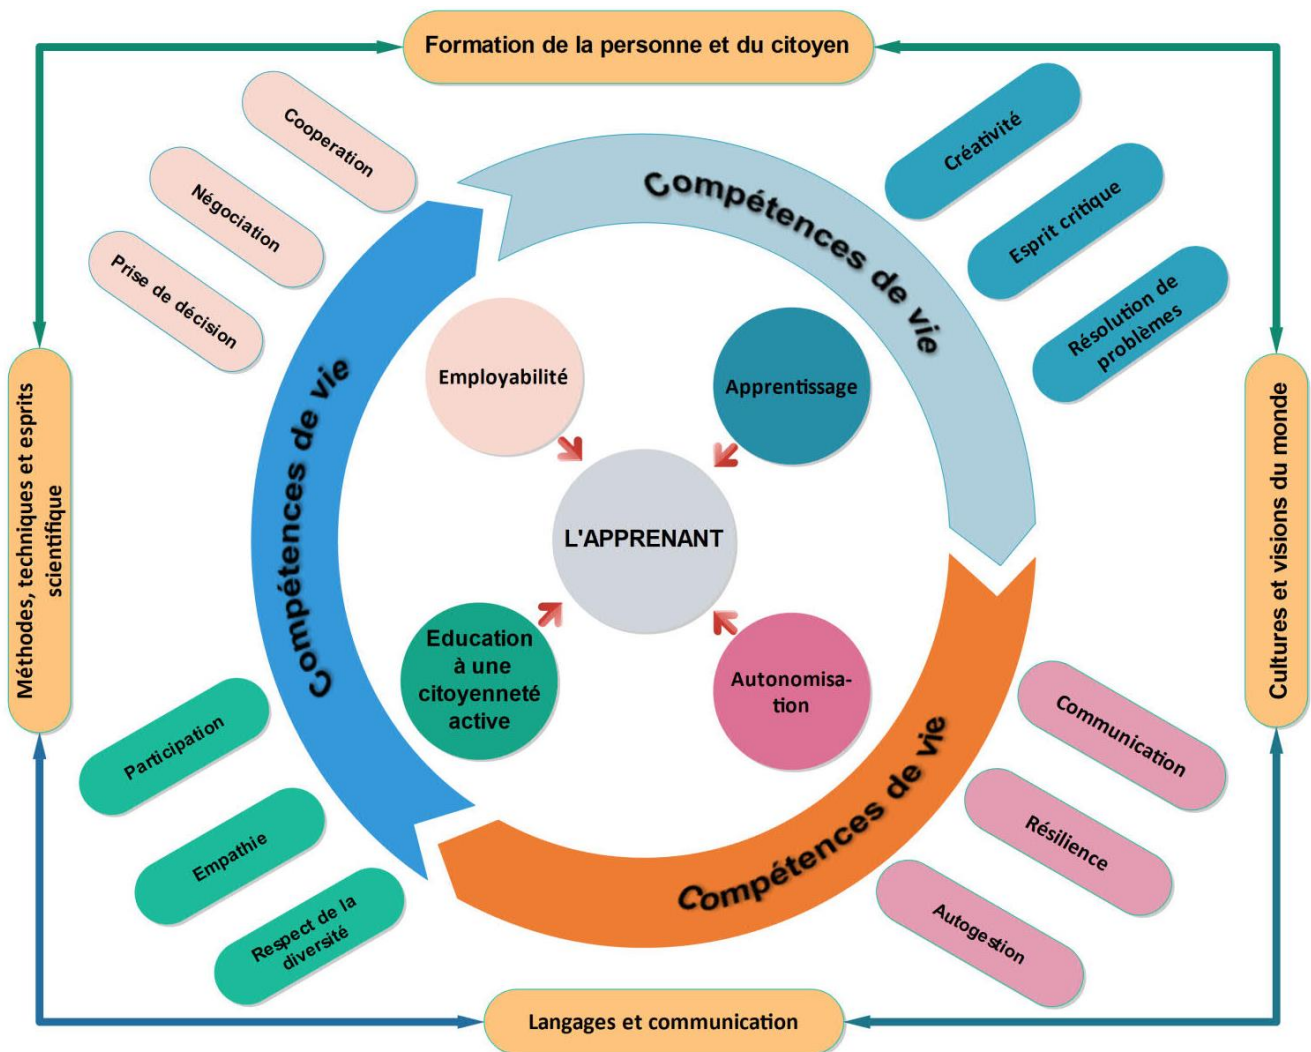 Formation de la personne et du citoyen
Cooperation
Négociation
Prise de décision
Créativité
Esprit critique
Résolution de
problèmes
Compétences de vie
Compétences de vie
Compétences de vie
Employabilité
Apprentissage
L'APPRENANT
Education
à une
citoyenneté
active
Autonomisa-
tion
Méthodes, techniques et esprits
scientifique
Cultures et visions du monde
Participation
Empathie
Respect de la
diversité
Communication
Résilience
Autogestion
Langages et communication